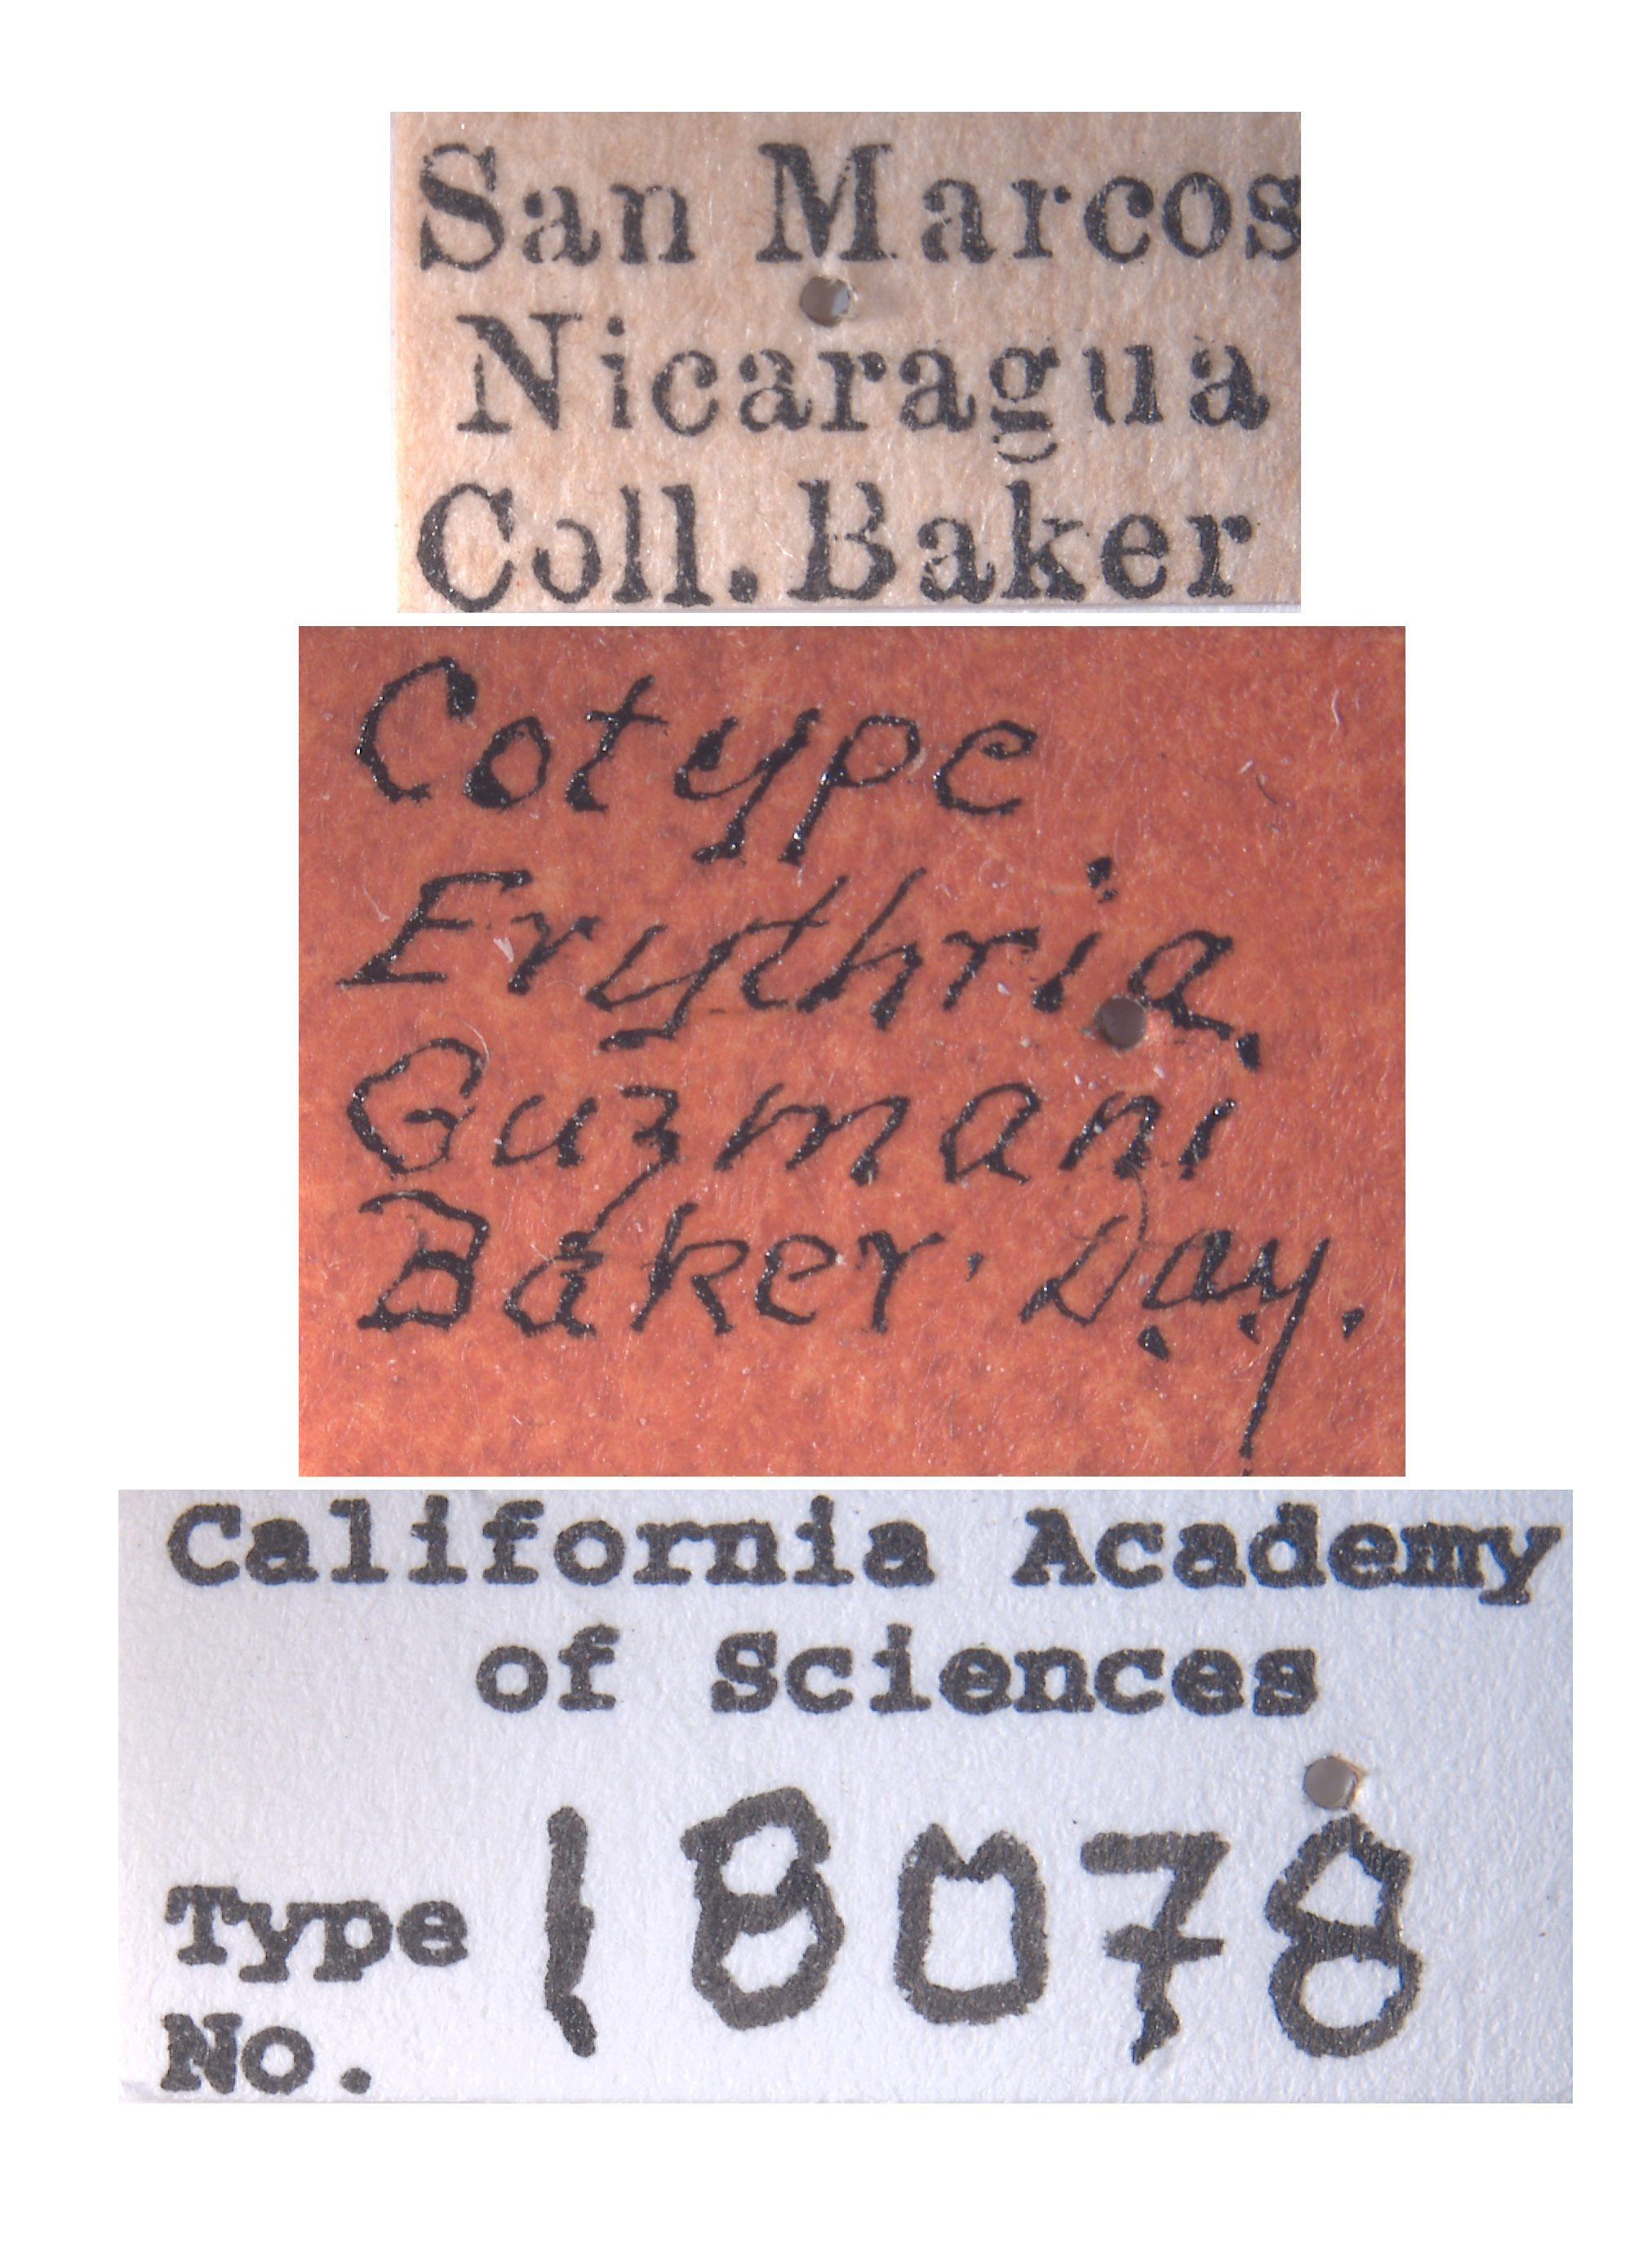 San Marcos
Nicaragua
Coll. Baker
Cotype
Erythria
Guzmani
Baker. Day.
California Academy
of Sciences
Type
No. 18078